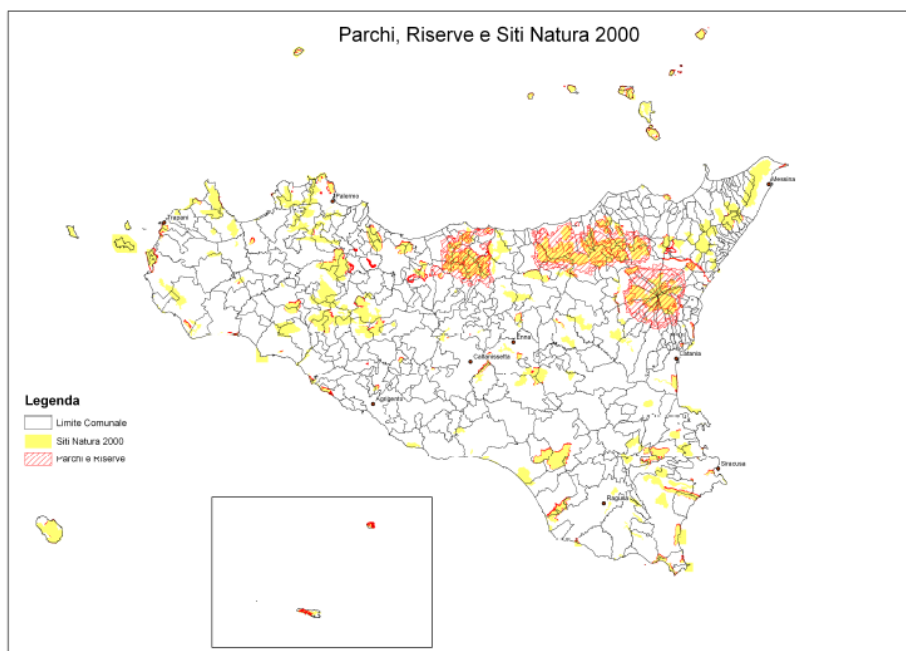 Parchi, Riserve e Siti Natura 2000
Messina
Palermo
Trapani
Enna
Caltanissetta
Catania
Agrigento
Legenda
Limite Comunale
Siti Natura 2000
Parchi e Riserve
Siracusa
Ragusa